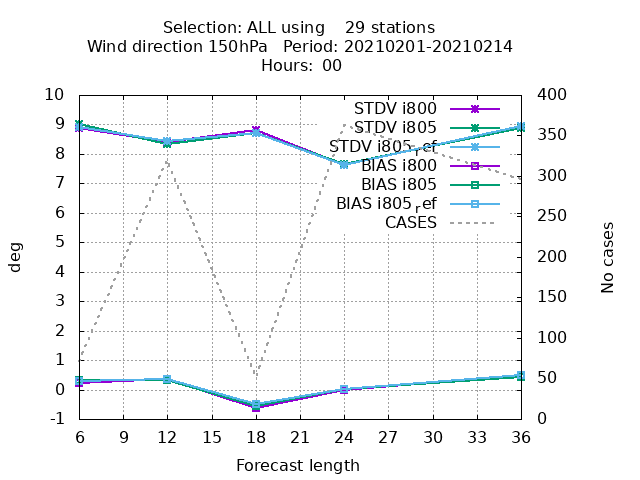 Selection: ALL using    29 stations
Wind direction 150hPa   Period: 20210201-20210214
Hours: 00
STDV i800
STDV i805
STDV i805_ref
BIAS i800
BIAS i805
BIAS i805_ref
CASES
10
9
8
7
6
5
4
3
2
1
0
-1
deg
400
350
300
250
200
150
100
50
0
No cases
6 9 12 15 18 21 24 27 30 33 36
Forecast length